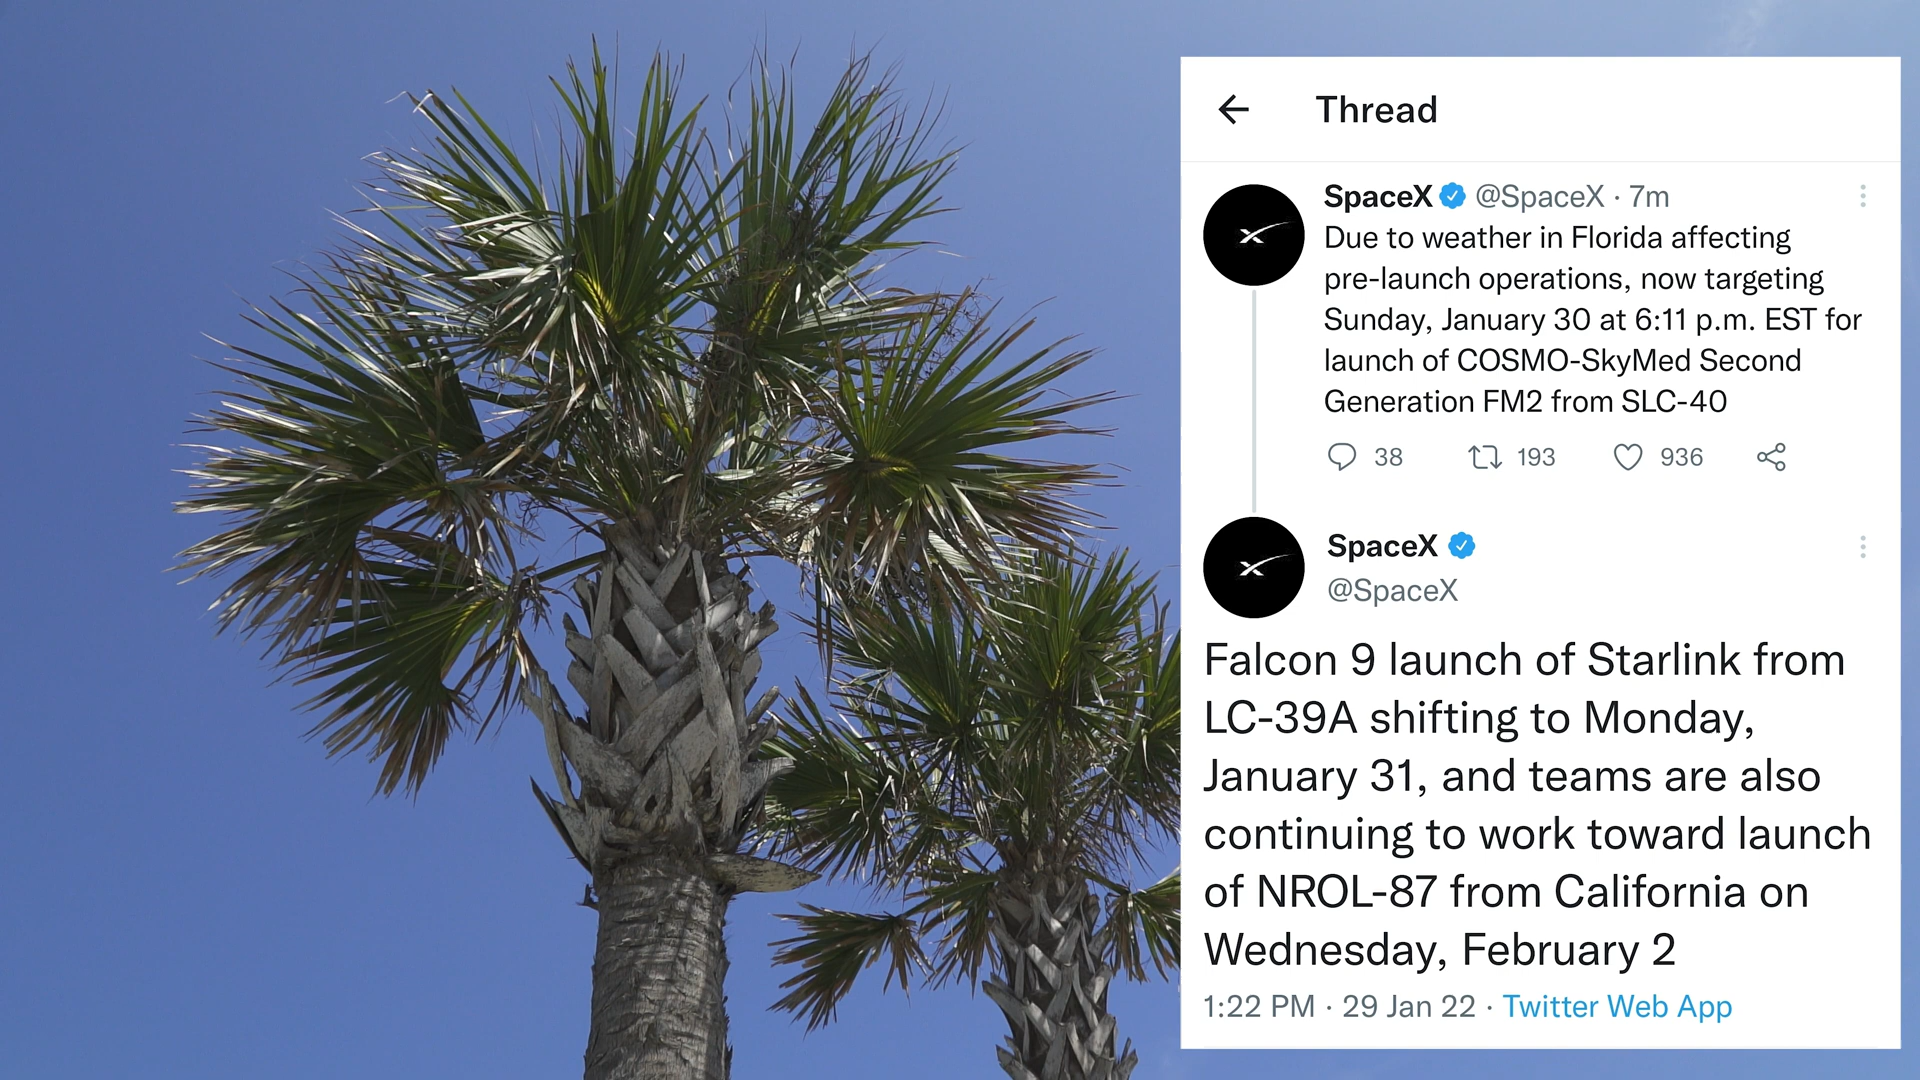 Thread
SpaceX @SpaceX · 7m
Due to weather in Florida affecting
pre-launch operations, now targeting
Sunday, January 30 at 6:11 p.m. EST for
launch of COSMO-SkyMed Second
Generation FM2 from SLC-40
38 193 936
SpaceX
@SpaceX
Falcon 9 launch of Starlink from
LC-39A shifting to Monday,
January 31, and teams are also
continuing to work toward launch
of NROL-87 from California on
Wednesday, February 2
1:22 PM · 29 Jan 22 · Twitter Web App